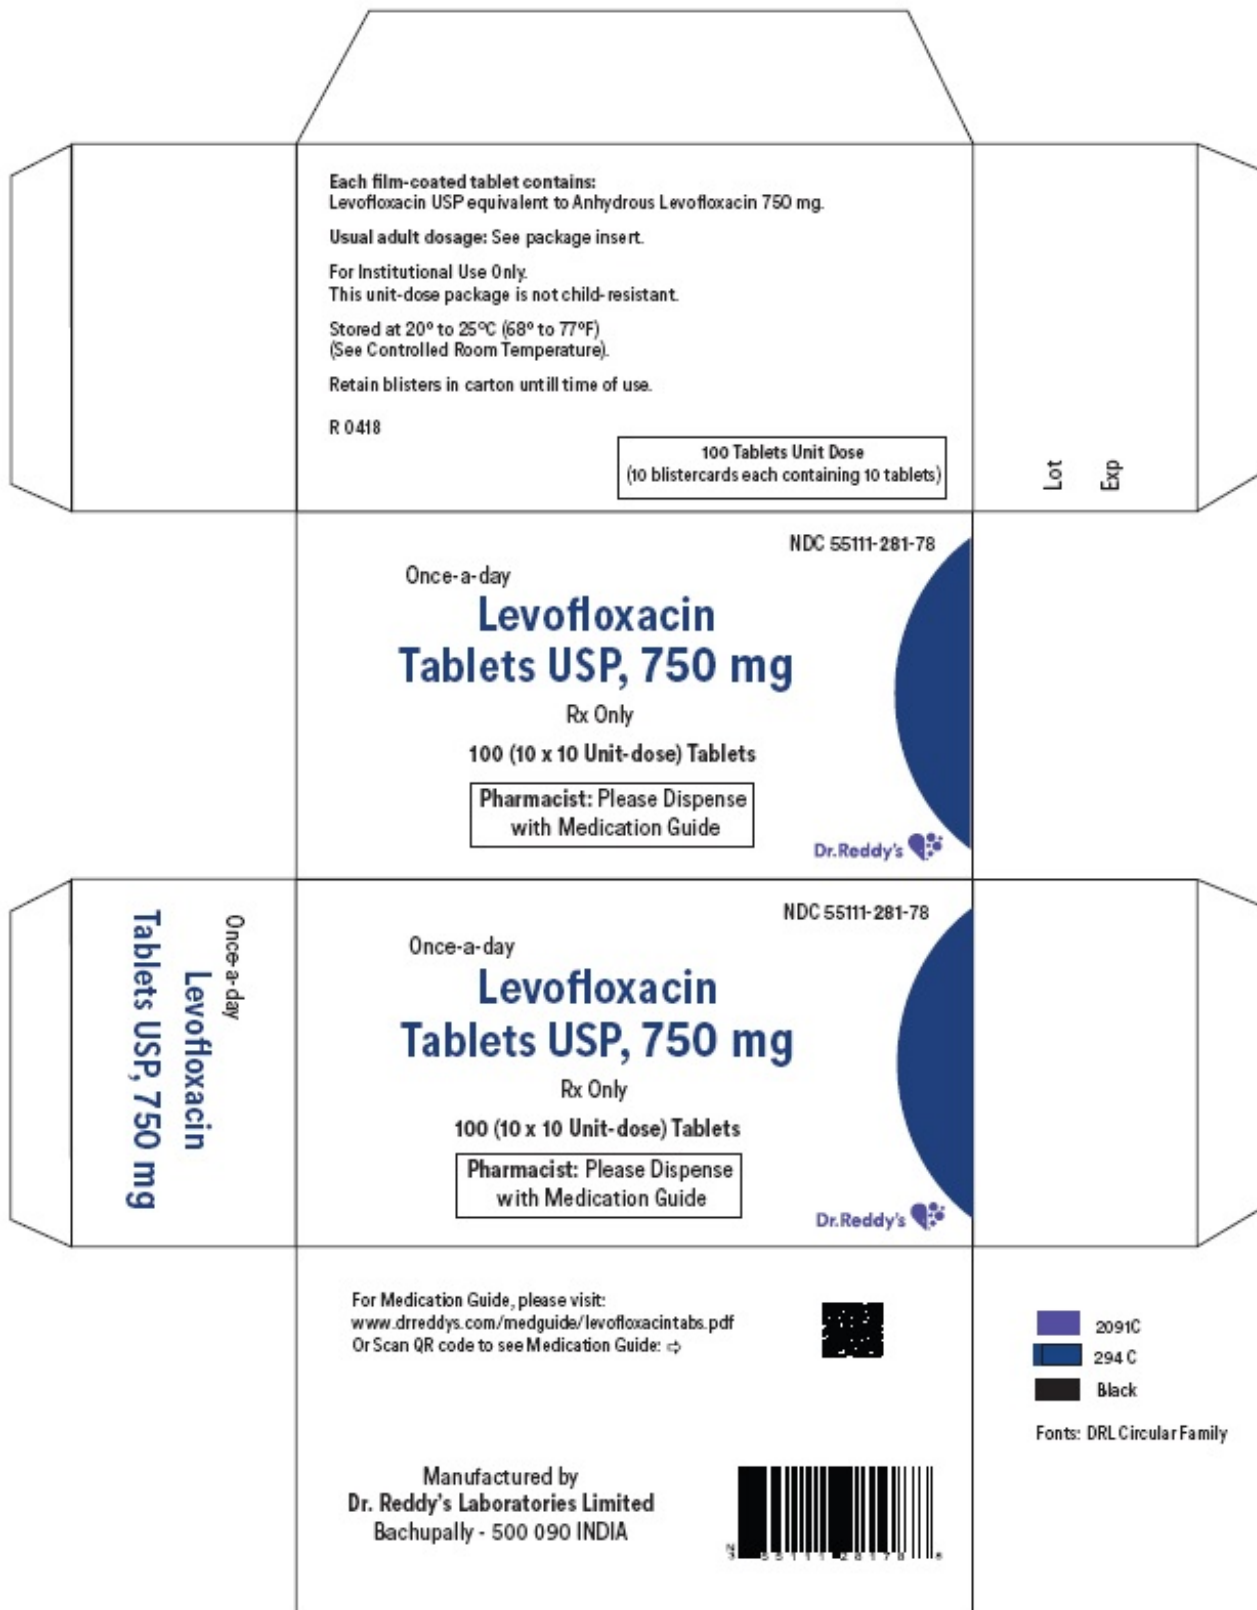 Each film-coated tablet contains:
Levofloxacin USP equivalent to Anhydrous Levofloxacin 750 mg.
Usual adult dosage: See package insert.
For Institutional Use Only.
This unit-dose package is not child-resistant.
Stored at 20° to 25°C (68° to 77°F)
(See Controlled Room Temperature).
Retain blisters in carton untill time of use.
R 0418
100 Tablets Unit Dose
(10 blistercards each containing 10 tablets)
Lot
Exp
NDC 55111-281-78
Once-a-day
Levofloxacin
Tablets USP, 750 mg
Rx Only
100 (10 x 10 Unit-dose) Tablets
Pharmacist: Please Dispense
with Medication Guide
Dr.Reddy's
Once-a-day
Levofloxacin
Tablets USP, 750 mg
NDC 55111-281-78
Once-a-day
Levofloxacin
Tablets USP, 750 mg
Rx Only
100 (10 x 10 Unit-dose) Tablets
Pharmacist: Please Dispense
with Medication Guide
Dr.Reddy's
For Medication Guide, please visit:
www.drreddys.com/medguide/levofloxacintabs.pdf
Or Scan QR code to see Medication Guide: ⇨
2091C
294 C
Black
Fonts: DRL Circular Family
Manufactured by
Dr. Reddy's Laboratories Limited
Bachupally - 500 090 INDIA